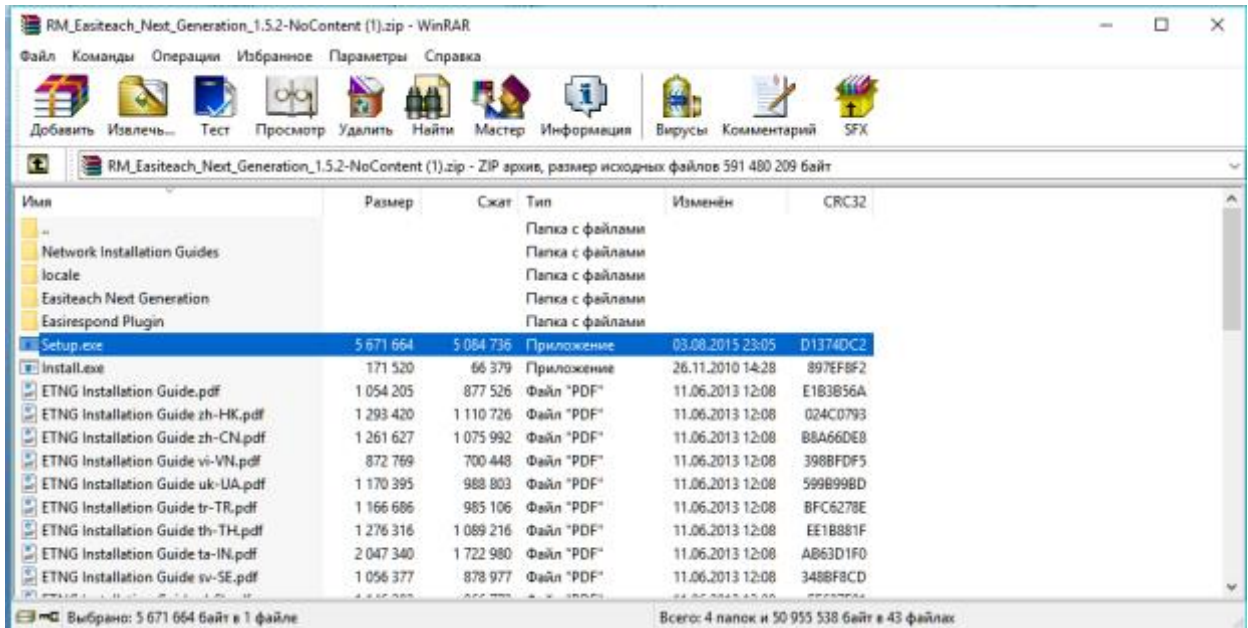 RM_Easiteach_Next_Generation_1.5.2-NoContent (1).zip - WinRAR
Файл Команды Операции Избранное Параметры Справка
Добавить Извлечь... Тест Просмотр Удалить Найти Мастер Информация Вирусы Комментарий SFX
RM_Easiteach_Next_Generation_1.5.2-NoContent (1).zip - ZIP архив, размер исходных файлов 591 480 209 байт
Имя Размер Сжат Тип Изменён CRC32
.. Папка с файлами
Network Installation Guides Папка с файлами
locale Папка с файлами
Easiteach Next Generation Папка с файлами
Easirespond Plugin Папка с файлами
Setup.exe 5 671 664 5 084 736 Приложение 03.08.2015 23:05 D1374DC2
Install.exe 171 520 66 379 Приложение 26.11.2010 14:28 897EF8F2
ETNG Installation Guide.pdf 1 054 205 877 526 Файл "PDF" 11.06.2013 12:08 E1B3B56A
ETNG Installation Guide zh-HK.pdf 1 293 420 1 110 726 Файл "PDF" 11.06.2013 12:08 024C0793
ETNG Installation Guide zh-CN.pdf 1 261 627 1 075 992 Файл "PDF" 11.06.2013 12:08 B8A66DE8
ETNG Installation Guide vi-VN.pdf 872 769 700 448 Файл "PDF" 11.06.2013 12:08 398BFDF5
ETNG Installation Guide uk-UA.pdf 1 170 395 988 803 Файл "PDF" 11.06.2013 12:08 599B99BD
ETNG Installation Guide tr-TR.pdf 1 166 686 985 106 Файл "PDF" 11.06.2013 12:08 BFC6278E
ETNG Installation Guide th-TH.pdf 1 276 316 1 089 216 Файл "PDF" 11.06.2013 12:08 EE1B881F
ETNG Installation Guide ta-IN.pdf 2 047 340 1 722 980 Файл "PDF" 11.06.2013 12:08 AB63D1F0
ETNG Installation Guide sv-SE.pdf 1 056 377 878 977 Файл "PDF" 11.06.2013 12:08 348BF8CD
Выбрано: 5 671 664 байт в 1 файле Всего: 4 папок и 50 955 538 байт в 43 файлах